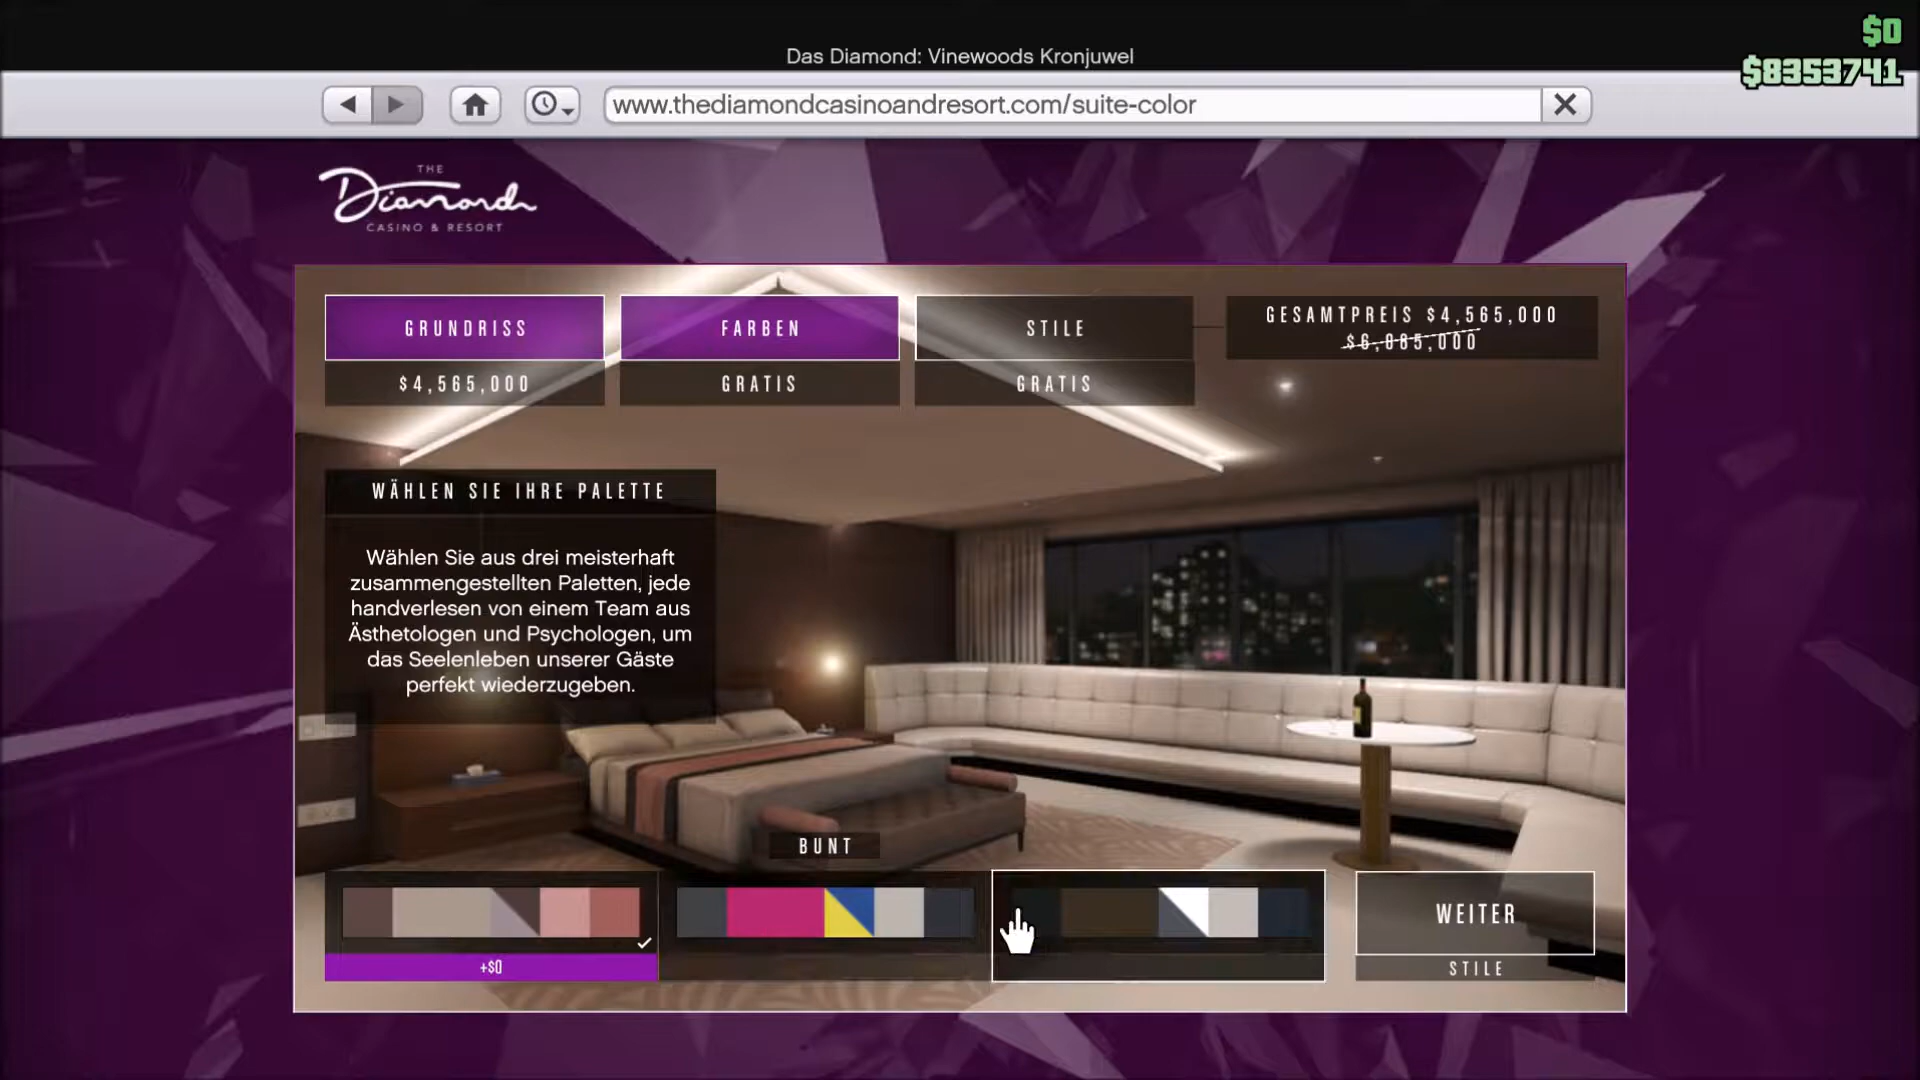 $0
Das Diamond: Vinewoods Kronjuwel
$8353741
www.thediamondcasinoandresort.com/suite-color
THE
Diamond
CASINO & RESORT
GRUNDRISS
FARBEN
STILE
GESAMTPREIS $4,565,000
$6,085,000
$4,565,000
GRATIS
GRATIS
WÄHLEN SIE IHRE PALETTE
Wählen Sie aus drei meisterhaft
zusammengestellten Paletten, jede
handverlesen von einem Team aus
Ästhetologen und Psychologen, um
das Seelenleben unserer Gäste
perfekt wiederzugeben.
BUNT
WEITER
+$0
STILE